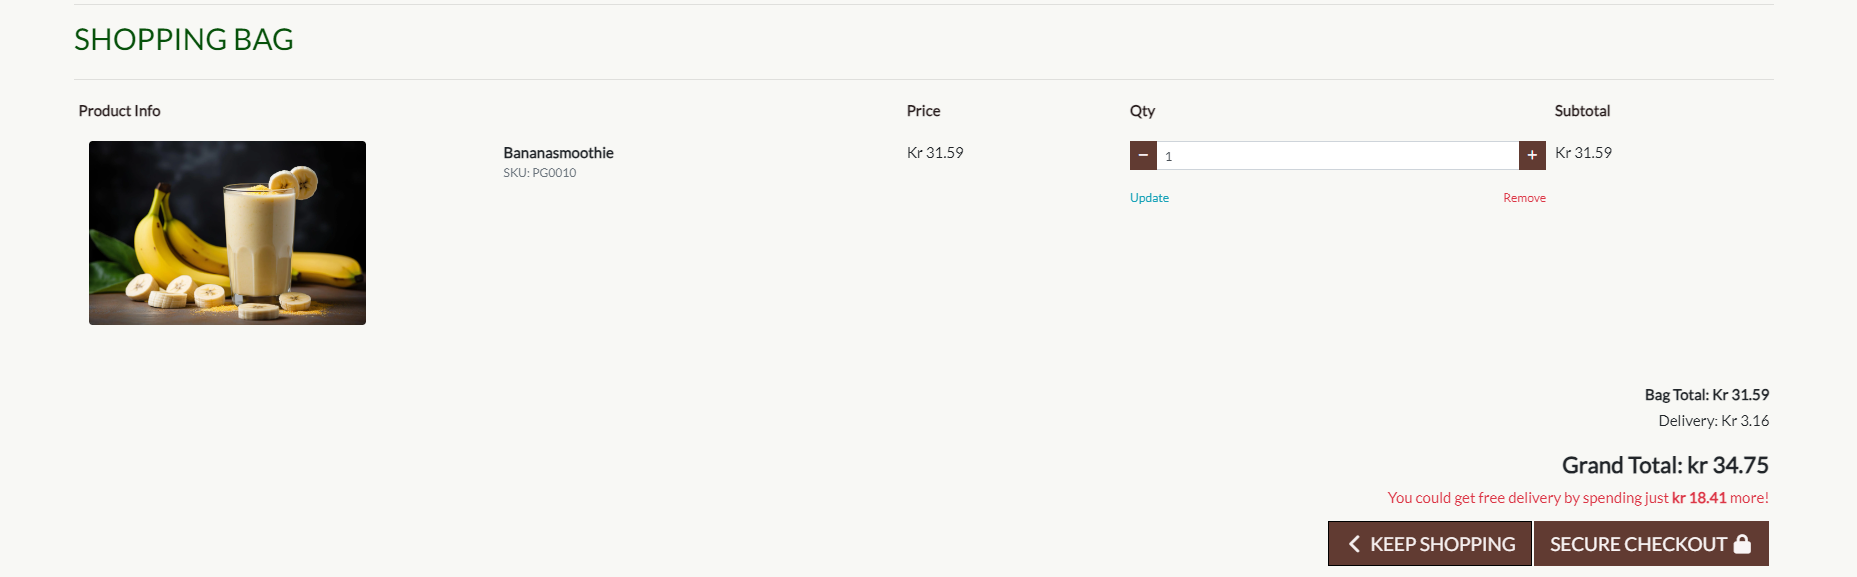 SHOPPING BAG
Product Info Price Qty Subtotal
Bananasmoothie Kr 31.59 − 1 + Kr 31.59
SKU: PG0010
Update Remove
Bag Total: Kr 31.59
Delivery: Kr 3.16
Grand Total: kr 34.75
You could get free delivery by spending just kr 18.41 more!
KEEP SHOPPING SECURE CHECKOUT